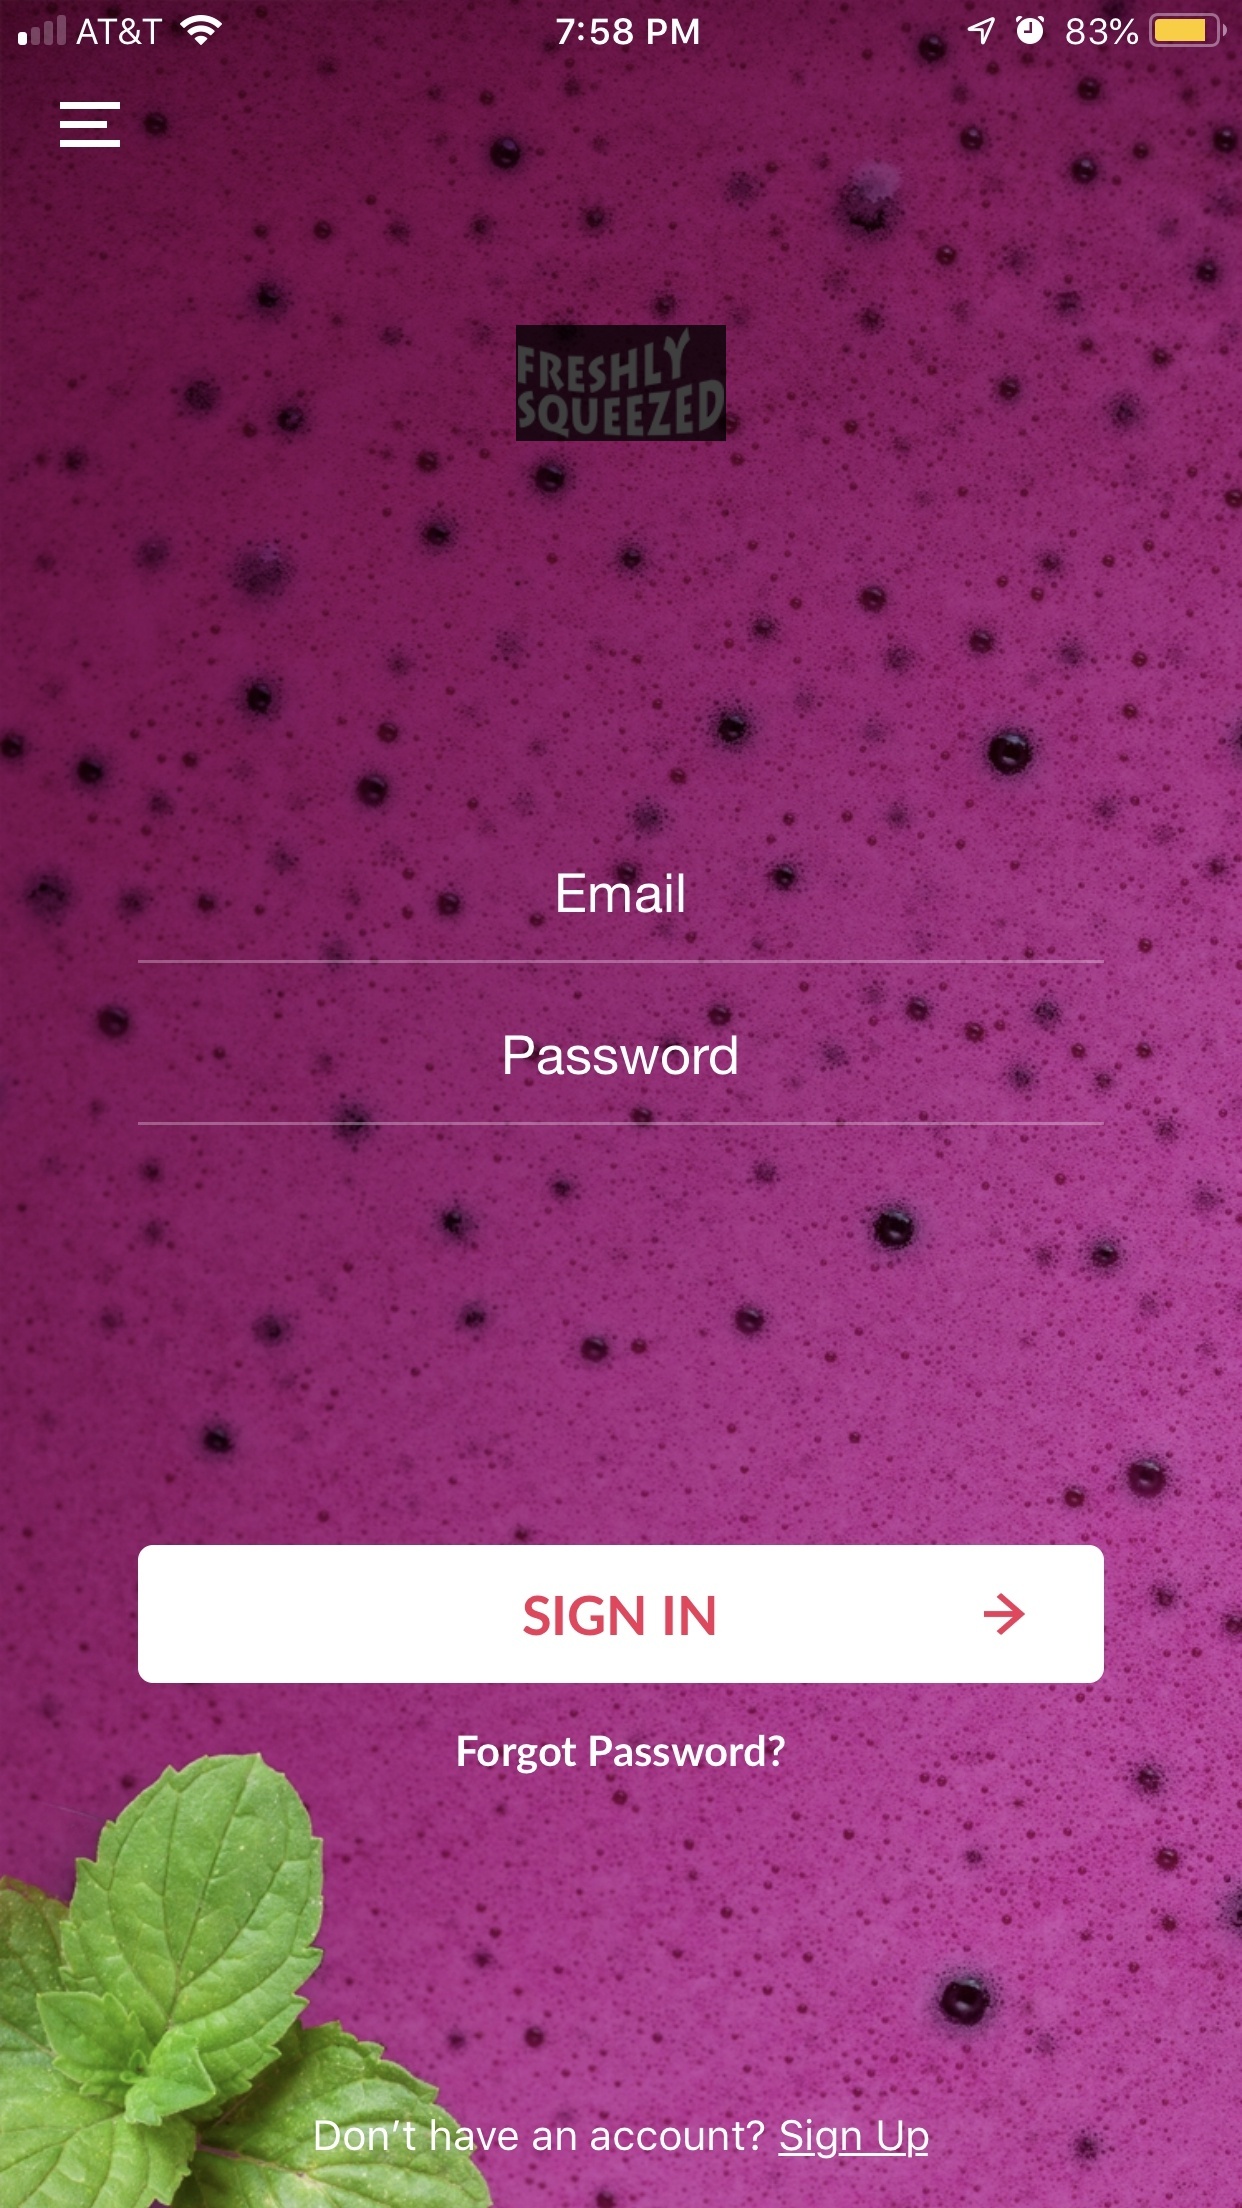 AT&T 7:58 PM 83%
FRESHLY
SQUEEZED
Email
Password
SIGN IN
Forgot Password?
Don't have an account? Sign Up